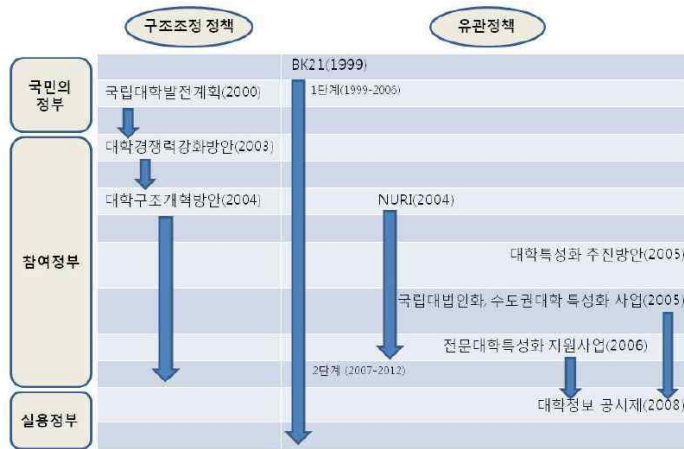 구조조정 정책
유관정책
국민의
정부
BK21(1999)
국립대학발전계획(2000)
1단계(1999-2006)
참여정부
대학경쟁력강화방안(2003)
대학구조개혁방안(2004)
NURI(2004)
대학특성화 추진방안(2005)
국립대법인화, 수도권대학 특성화 사업(2005)
전문대학특성화 지원사업(2006)
2단계 (2007-2012)
실용정부
대학정보 공시제(2008)